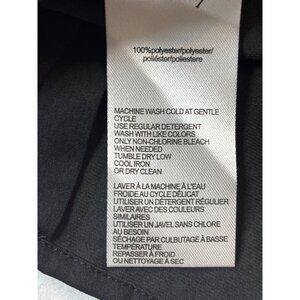 100%polyester/polyester/
poliéster/poliestere
MACHINE WASH COLD AT GENTLE
CYCLE
USE REGULAR DETERGENT
WASH WITH LIKE COLORS
ONLY NON-CHLORINE BLEACH
WHEN NEEDED
TUMBLE DRY LOW
COOL IRON
OR DRY CLEAN
LAVER À LA MACHINE À L'EAU
FROIDE AU CYCLE DÉLICAT
UTILISER UN DÉTERGENT RÉGULIER
LAVER AVEC DES COULEURS
SIMILAIRES
UTILISER UN JAVEL SANS CHLORE
AU BESOIN
SÉCHAGE PAR CULBUTAGE À BASSE
TEMPÉRATURE
REPASSER À FROID
OU NETTOYAGE À SEC